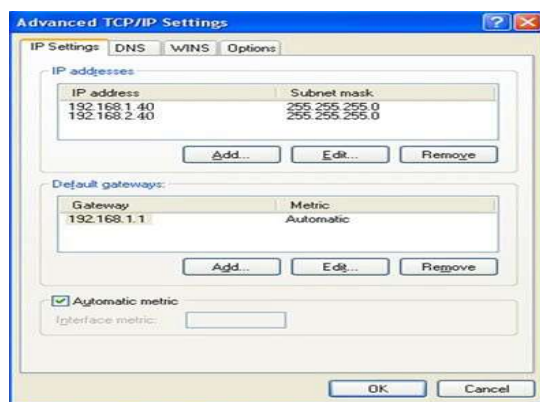 Advanced TCP/IP Settings
IP Settings DNS WINS Options
IP addresses
IP address Subnet mask
192.168.1.40 255.255.255.0
192.168.2.40 255.255.255.0
Add... Edit... Remove
Default gateways:
Gateway Metric
192.168.1.1 Automatic
Add... Edit... Remove
Automatic metric
Interface metric:
OK Cancel